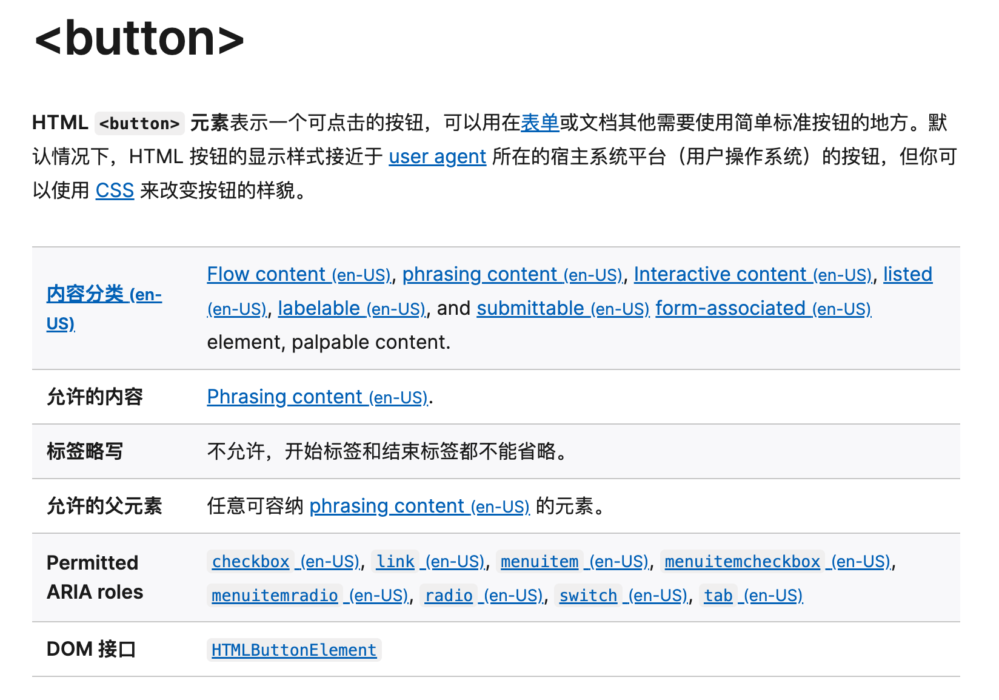 <button>
HTML <button> 元素表示一个可点击的按钮，可以用在表单或文档其他需要使用简单标准按钮的地方。默
认情况下，HTML 按钮的显示样式接近于 user agent 所在的宿主系统平台（用户操作系统）的按钮，但你可
以使用 CSS 来改变按钮的样貌。
内容分类 (en-
US)
Flow content (en-US), phrasing content (en-US), Interactive content (en-US), listed
(en-US), labelable (en-US), and submittable (en-US) form-associated (en-US)
element, palpable content.
允许的内容
Phrasing content (en-US).
标签略写
不允许，开始标签和结束标签都不能省略。
允许的父元素
任意可容纳 phrasing content (en-US) 的元素。
Permitted
ARIA roles
checkbox (en-US), link (en-US), menuitem (en-US), menuitemcheckbox (en-US),
menuitemradio (en-US), radio (en-US), switch (en-US), tab (en-US)
DOM 接口
HTMLButtonElement